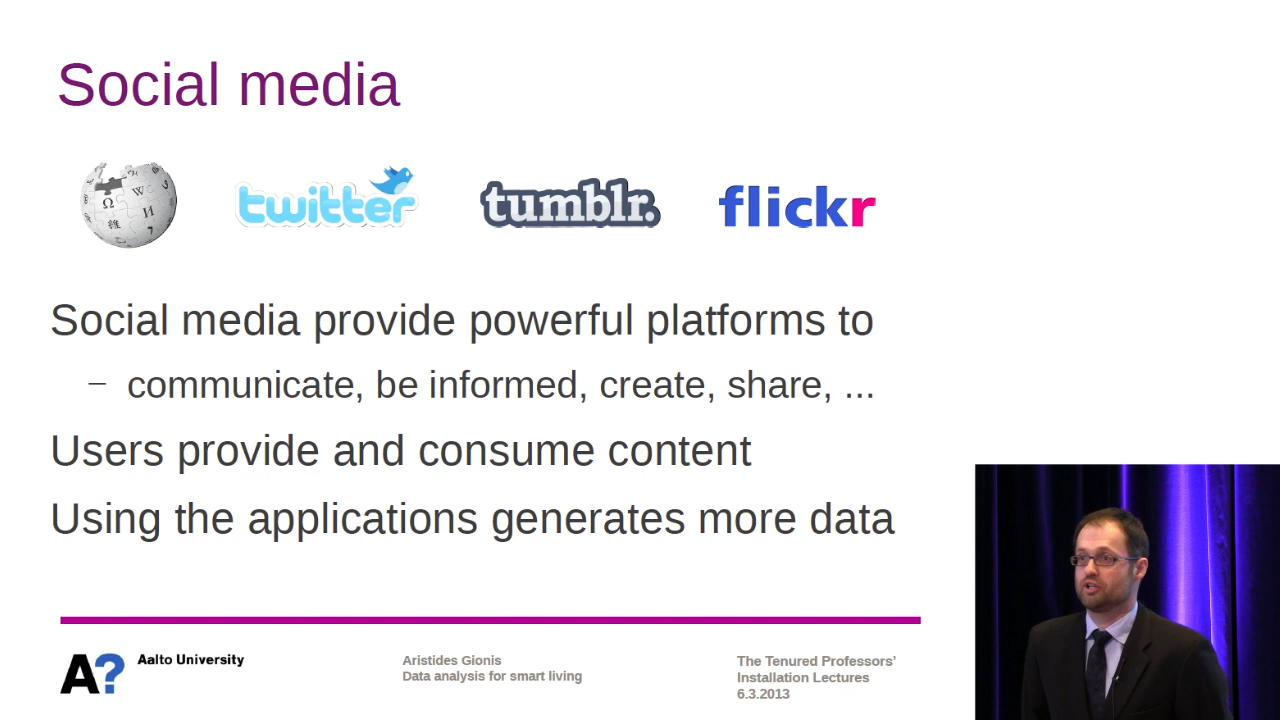 Social media
Ω W И 維 7
twitter tumblr. flickr
Social media provide powerful platforms to
– communicate, be informed, create, share, ...
Users provide and consume content
Using the applications generates more data
A? Aalto University
Aristides Gionis
Data analysis for smart living
The Tenured Professors’
Installation Lectures
6.3.2013